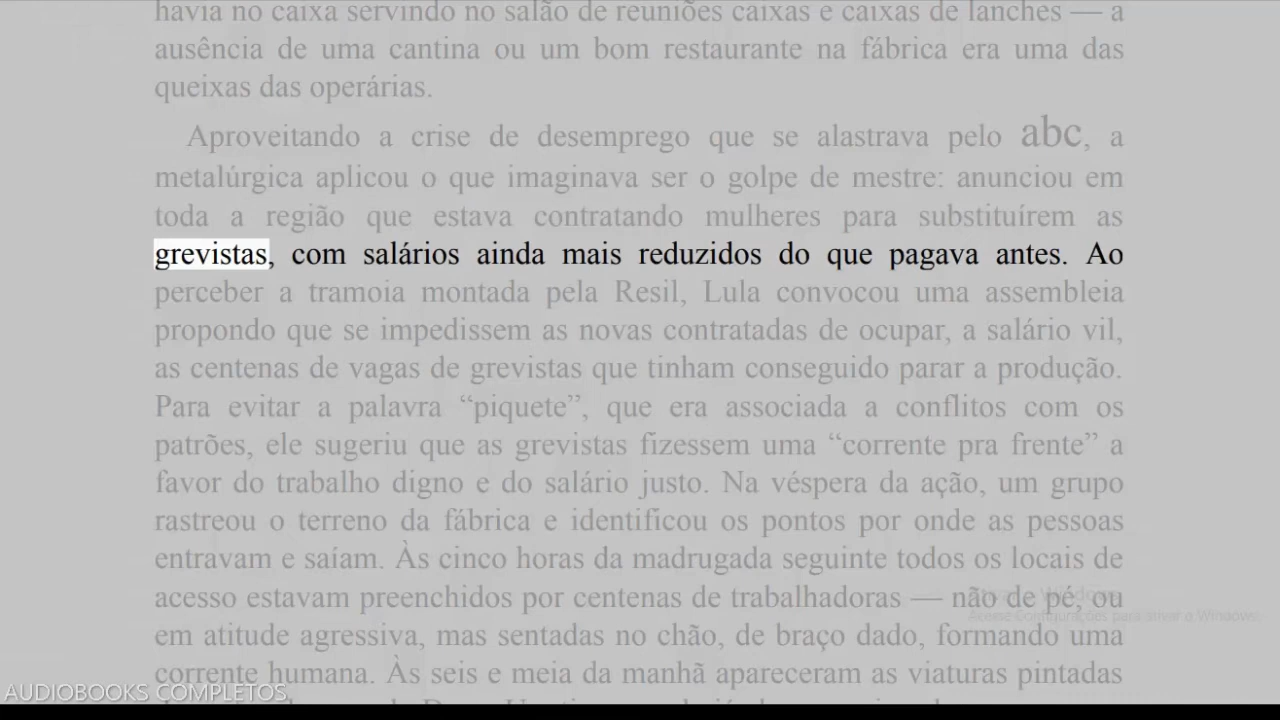 havia no caixa servindo no salão de reuniões caixas e caixas de lanches — a
ausência de uma cantina ou um bom restaurante na fábrica era uma das
queixas das operárias.
Aproveitando a crise de desemprego que se alastrava pelo abc, a
metalúrgica aplicou o que imaginava ser o golpe de mestre: anunciou em
toda a região que estava contratando mulheres para substituírem as
grevistas, com salários ainda mais reduzidos do que pagava antes. Ao
perceber a tramoia montada pela Resil, Lula convocou uma assembleia
propondo que se impedissem as novas contratadas de ocupar, a salário vil,
as centenas de vagas de grevistas que tinham conseguido parar a produção.
Para evitar a palavra “piquete”, que era associada a conflitos com os
patrões, ele sugeriu que as grevistas fizessem uma “corrente pra frente” a
favor do trabalho digno e do salário justo. Na véspera da ação, um grupo
rastreou o terreno da fábrica e identificou os pontos por onde as pessoas
entravam e saíam. Às cinco horas da madrugada seguinte todos os locais de
acesso estavam preenchidos por centenas de trabalhadoras — não de pé, ou
Ativar o Windows
Acesse Configurações para ativar o Windows.
em atitude agressiva, mas sentadas no chão, de braço dado, formando uma
corrente humana. Às seis e meia da manhã apareceram as viaturas pintadas
AUDIOBOOKS COMPLETOS